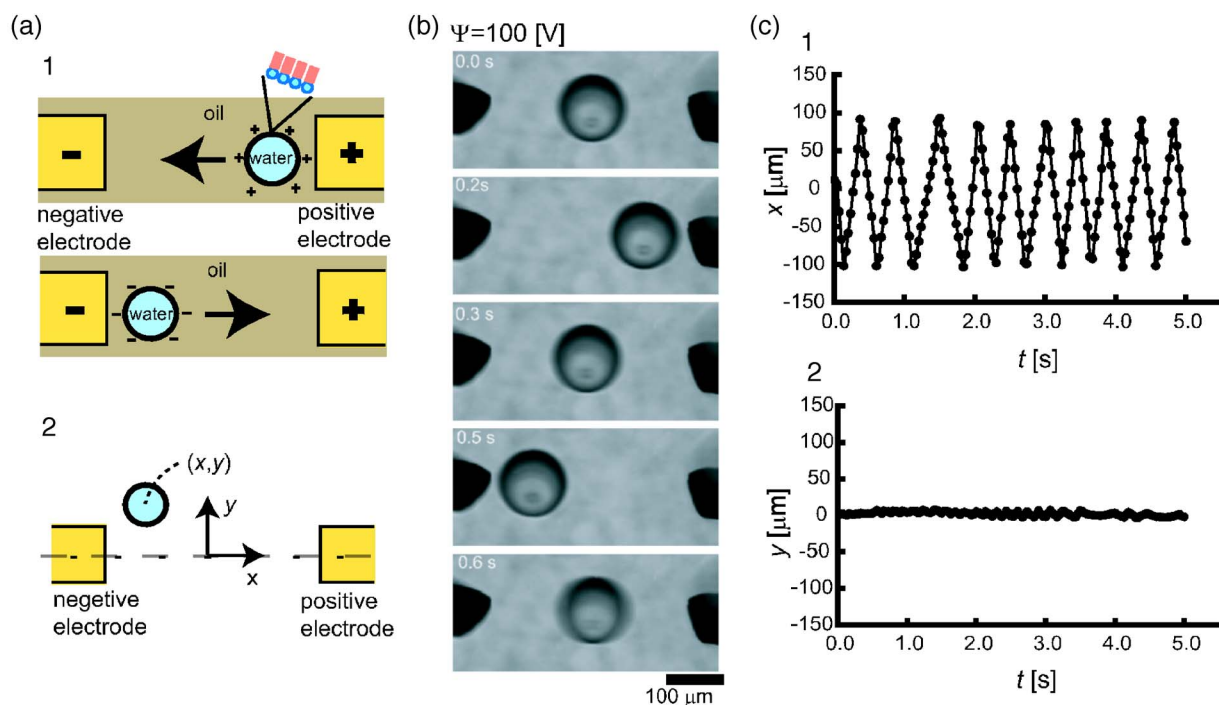 (a)
1
oil
water
-
+
negative
electrode
positive
electrode
oil
water
-
+
2
(x,y)
y
x
negetive
electrode
positive
electrode
(b)
Ψ=100 [V]
0.0 s
0.2s
0.3 s
0.5 s
0.6 s
100 μm
(c)
1
150
100
50
0
-50
-100
-150
x [μm]
0.0 1.0 2.0 3.0 4.0 5.0
t [s]
2
150
100
50
0
-50
-100
-150
y [μm]
0.0 1.0 2.0 3.0 4.0 5.0
t [s]